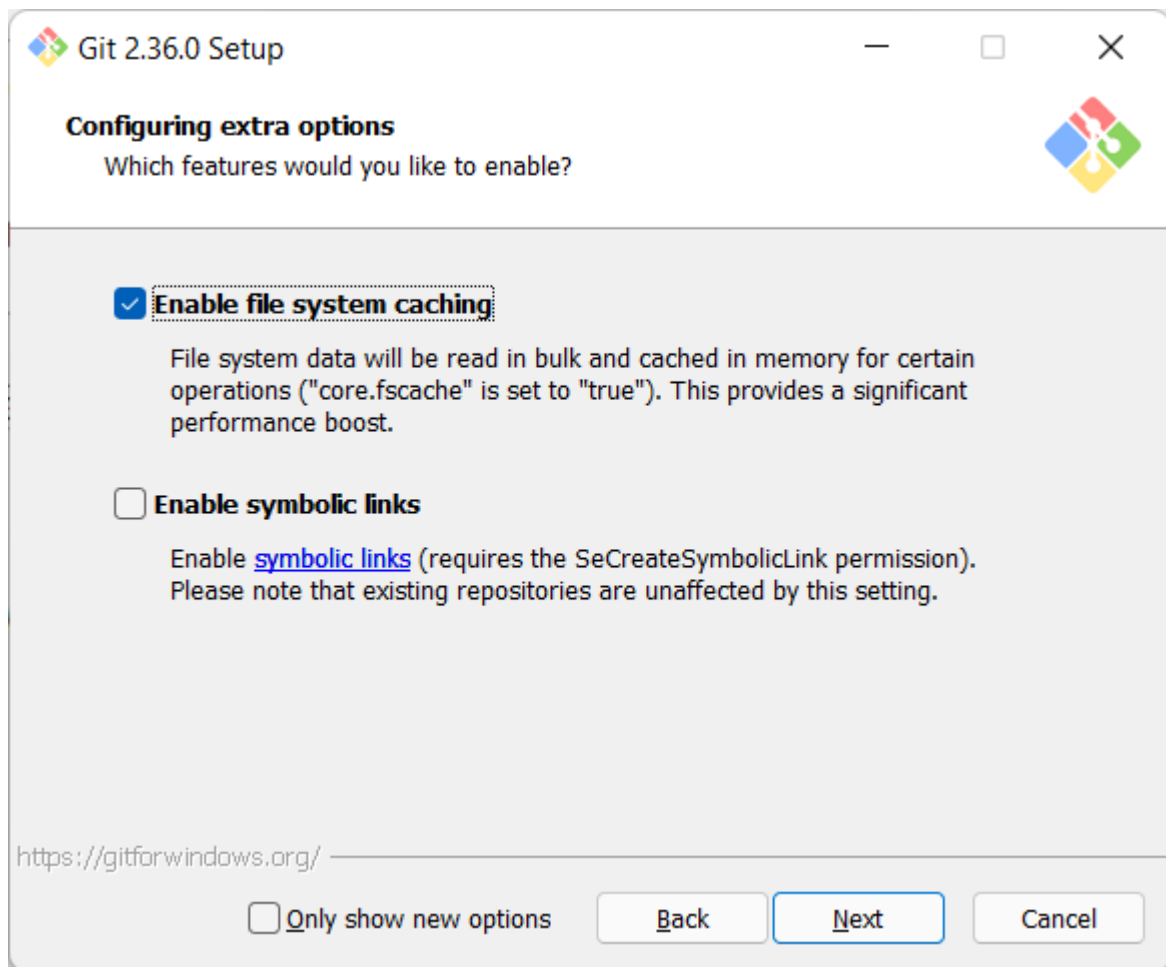 Git 2.36.0 Setup
Configuring extra options
Which features would you like to enable?
Enable file system caching
File system data will be read in bulk and cached in memory for certain
operations ("core.fscache" is set to "true"). This provides a significant
performance boost.
Enable symbolic links
Enable symbolic links (requires the SeCreateSymbolicLink permission).
Please note that existing repositories are unaffected by this setting.
https://gitforwindows.org/
Only show new options
Back
Next
Cancel